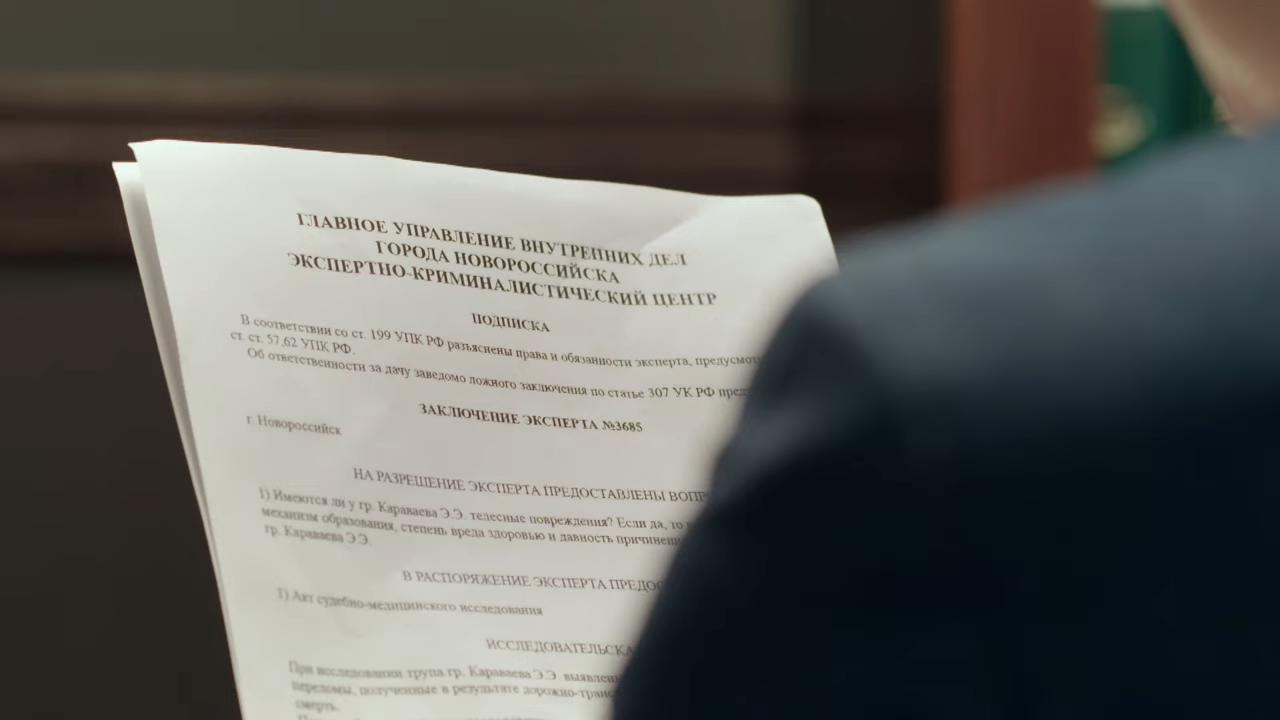 ГЛАВНОЕ УПРАВЛЕНИЕ ВНУТРЕННИХ ДЕЛ
ГОРОДА НОВОРОССИЙСКА
ЭКСПЕРТНО-КРИМИНАЛИСТИЧЕСКИЙ ЦЕНТР
ПОДПИСКА
В соответствии со ст. 199 УПК РФ разъяснены права и обязанности эксперта, предусмот
ст. ст. 57,62 УПК РФ.
Об ответственности за дачу заведомо ложного заключения по статье 307 УК РФ пред
ЗАКЛЮЧЕНИЕ ЭКСПЕРТА №3685
г. Новороссийск
НА РАЗРЕШЕНИЕ ЭКСПЕРТА ПРЕДОСТАВЛЕНЫ ВОПР
1) Имеются ли у гр. Караваева Э.Э. телесные повреждения? Если да, то
механизм образования, степень вреда здоровью и давность причинени
гр. Караваева Э.Э.
В РАСПОРЯЖЕНИЕ ЭКСПЕРТА ПРЕДОС
1) Акт судебно-медицинского исследования
ИССЛЕДОВАТЕЛЬСКА
При исследовании трупа гр. Караваева Э.Э. выявлены
переломы, полученные в результате дорожно-транс
смерть.